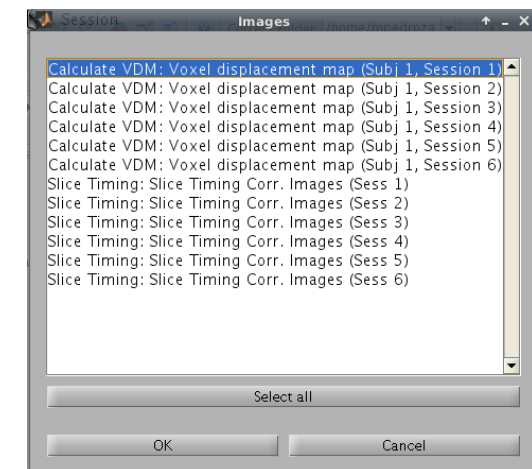 Session
Images
Calculate VDM: Voxel displacement map (Subj 1, Session 1)
Calculate VDM: Voxel displacement map (Subj 1, Session 2)
Calculate VDM: Voxel displacement map (Subj 1, Session 3)
Calculate VDM: Voxel displacement map (Subj 1, Session 4)
Calculate VDM: Voxel displacement map (Subj 1, Session 5)
Calculate VDM: Voxel displacement map (Subj 1, Session 6)
Slice Timing: Slice Timing Corr. Images (Sess 1)
Slice Timing: Slice Timing Corr. Images (Sess 2)
Slice Timing: Slice Timing Corr. Images (Sess 3)
Slice Timing: Slice Timing Corr. Images (Sess 4)
Slice Timing: Slice Timing Corr. Images (Sess 5)
Slice Timing: Slice Timing Corr. Images (Sess 6)
Select all
OK
Cancel